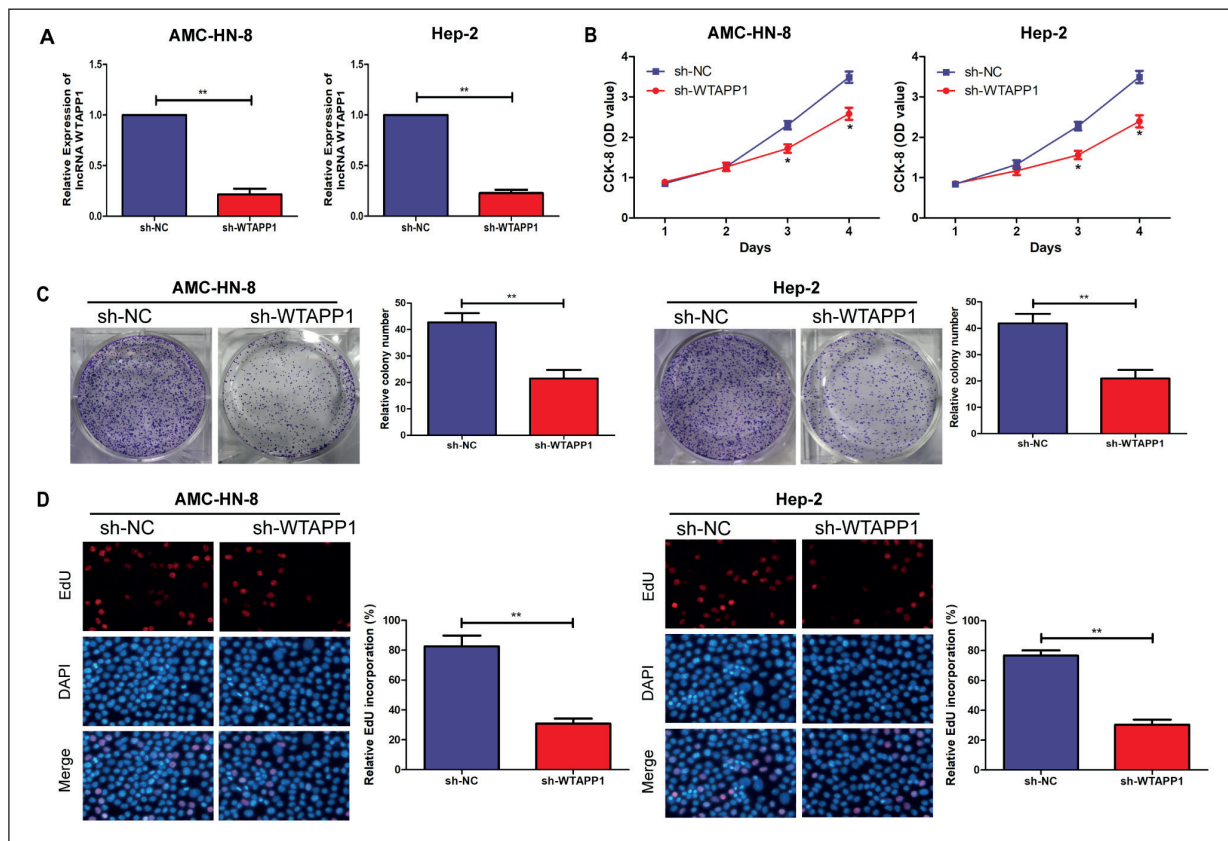 A
AMC-HN-8
Relative Expression of
lncRNA WTAPP1
1.5
1.0
0.5
0.0
**
sh-NC
sh-WTAPP1
Hep-2
Relative Expression of
lncRNA WTAPP1
1.5
1.0
0.5
0.0
**
sh-NC
sh-WTAPP1
B
AMC-HN-8
CCK-8 (OD value)
4
3
2
1
0
sh-NC
sh-WTAPP1
*
*
1 2 3 4
Days
Hep-2
CCK-8 (OD value)
4
3
2
1
0
sh-NC
sh-WTAPP1
*
*
1 2 3 4
Days
C
AMC-HN-8
sh-NC sh-WTAPP1
Relative colony number
50
40
30
20
10
0
**
sh-NC
sh-WTAPP1
Hep-2
sh-NC sh-WTAPP1
Relative colony number
50
40
30
20
10
0
**
sh-NC
sh-WTAPP1
D
AMC-HN-8
sh-NC sh-WTAPP1
EdU
DAPI
Merge
Relative EdU incorporation (%)
100
80
60
40
20
0
**
sh-NC
sh-WTAPP1
Hep-2
sh-NC sh-WTAPP1
EdU
DAPI
Merge
Relative EdU incorporation (%)
100
80
60
40
20
0
**
sh-NC
sh-WTAPP1